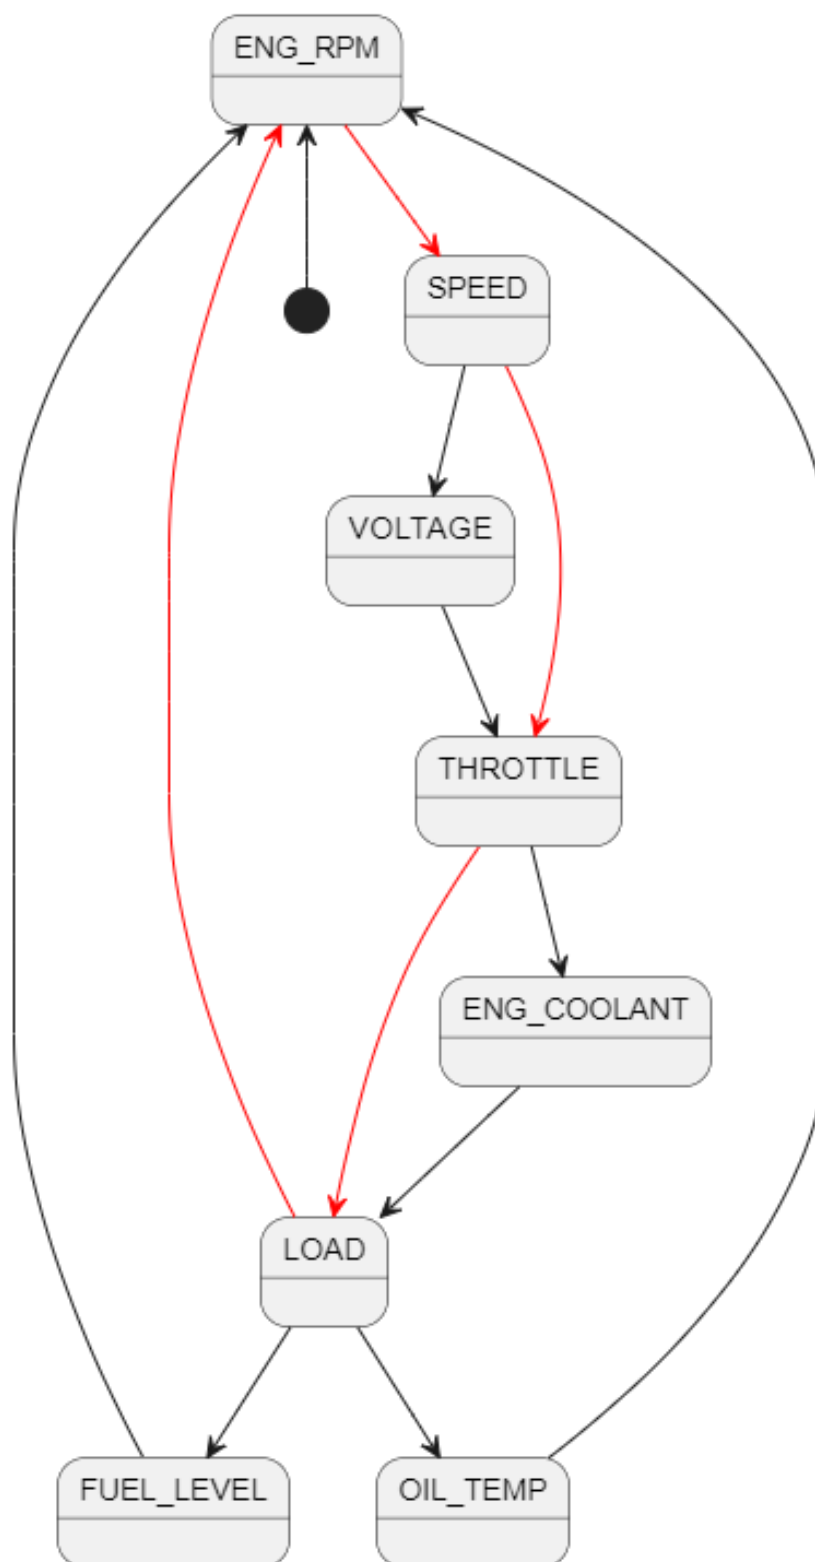 ENG_RPM
SPEED
VOLTAGE
THROTTLE
ENG_COOLANT
LOAD
FUEL_LEVEL
OIL_TEMP